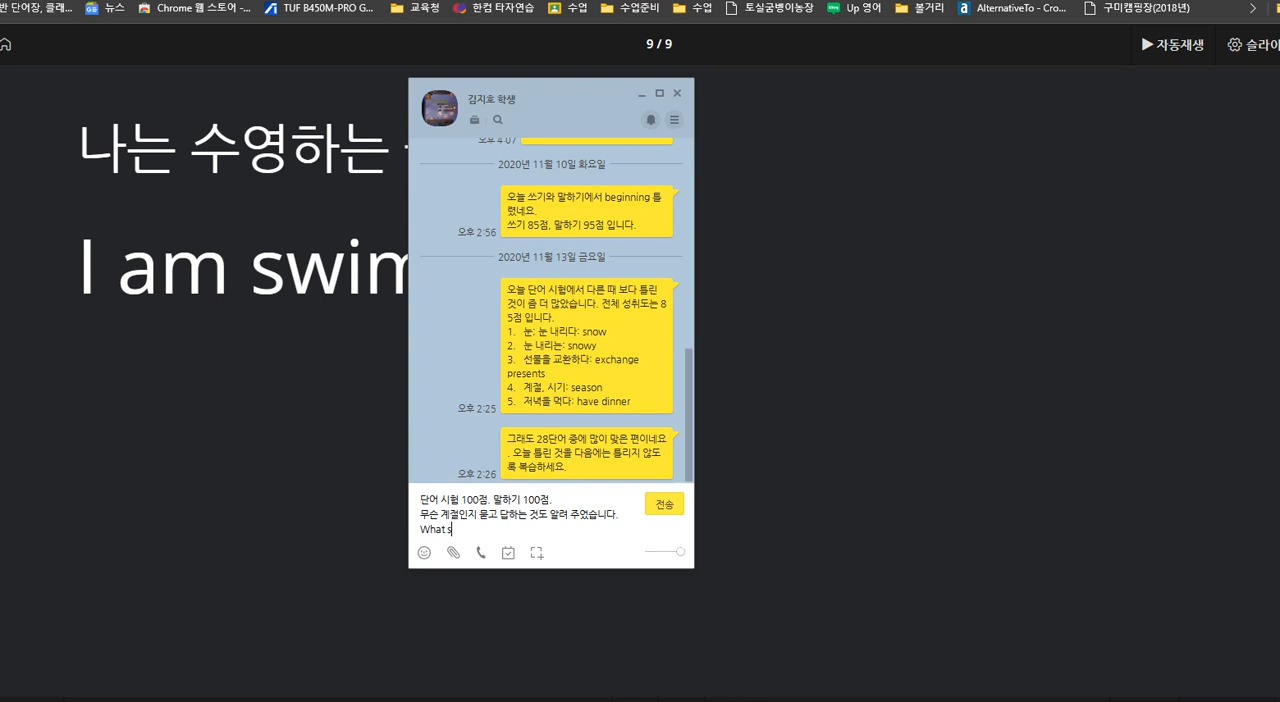 반 단어장, 클래... 뉴스 Chrome 웹 스토어 -... TUF B450M-PRO G... 교육청 한컴 타자연습 수업 수업준비 수업 토실굼벵이농장 Up 영어 볼거리 AlternativeTo - Cro... 구미캠핑장(2018년)
9 / 9
자동재생
슬라이
나는 수영하는
I am swim
김지호 학생
오후 4:07
2020년 11월 10일 화요일
오늘 쓰기와 말하기에서 beginning 틀
렸네요.
쓰기 85점, 말하기 95점 입니다.
오후 2:56
2020년 11월 13일 금요일
오늘 단어 시험에서 다른 때 보다 틀린
것이 좀 더 많았습니다. 전체 성취도는 8
5점 입니다.
1. 눈; 눈 내리다: snow
2. 눈 내리는: snowy
3. 선물을 교환하다: exchange
presents
4. 계절, 시기: season
5. 저녁을 먹다: have dinner
오후 2:25
그래도 28단어 중에 많이 맞은 편이네요
. 오늘 틀린 것을 다음에는 틀리지 않도
록 복습하세요.
오후 2:26
단어 시험 100점. 말하기 100점.
무슨 계절인지 묻고 답하는 것도 알려 주었습니다.
What s
전송